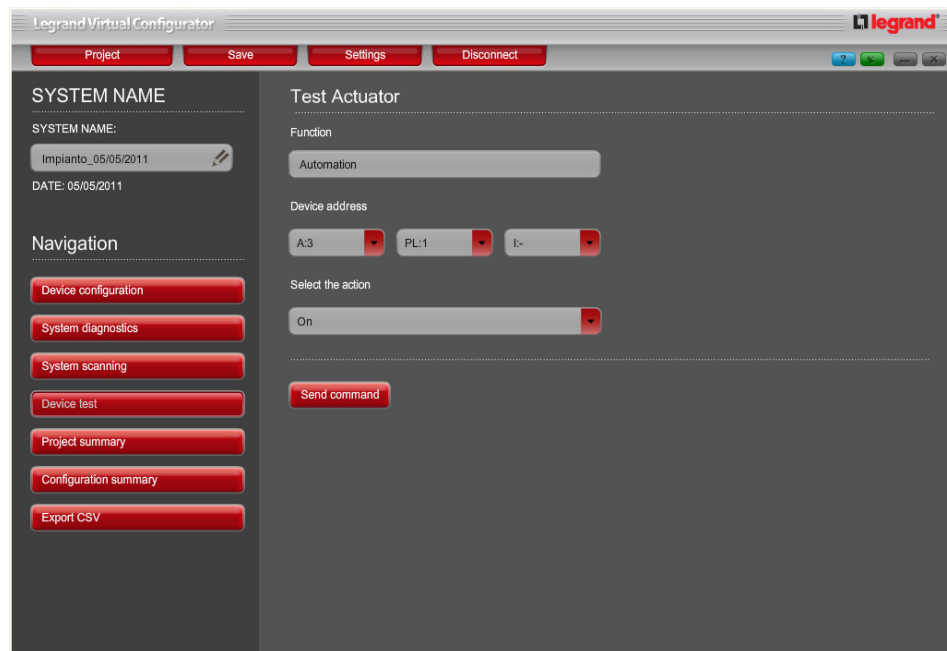 Legrand Virtual Configurator
legrand
Project Save Settings Disconnect
?
SYSTEM NAME
SYSTEM NAME:
Impianto_05/05/2011
DATE: 05/05/2011
Navigation
Device configuration
System diagnostics
System scanning
Device test
Project summary
Configuration summary
Export CSV
Test Actuator
Function
Automation
Device address
A:3 PL:1 I:-
Select the action
On
Send command